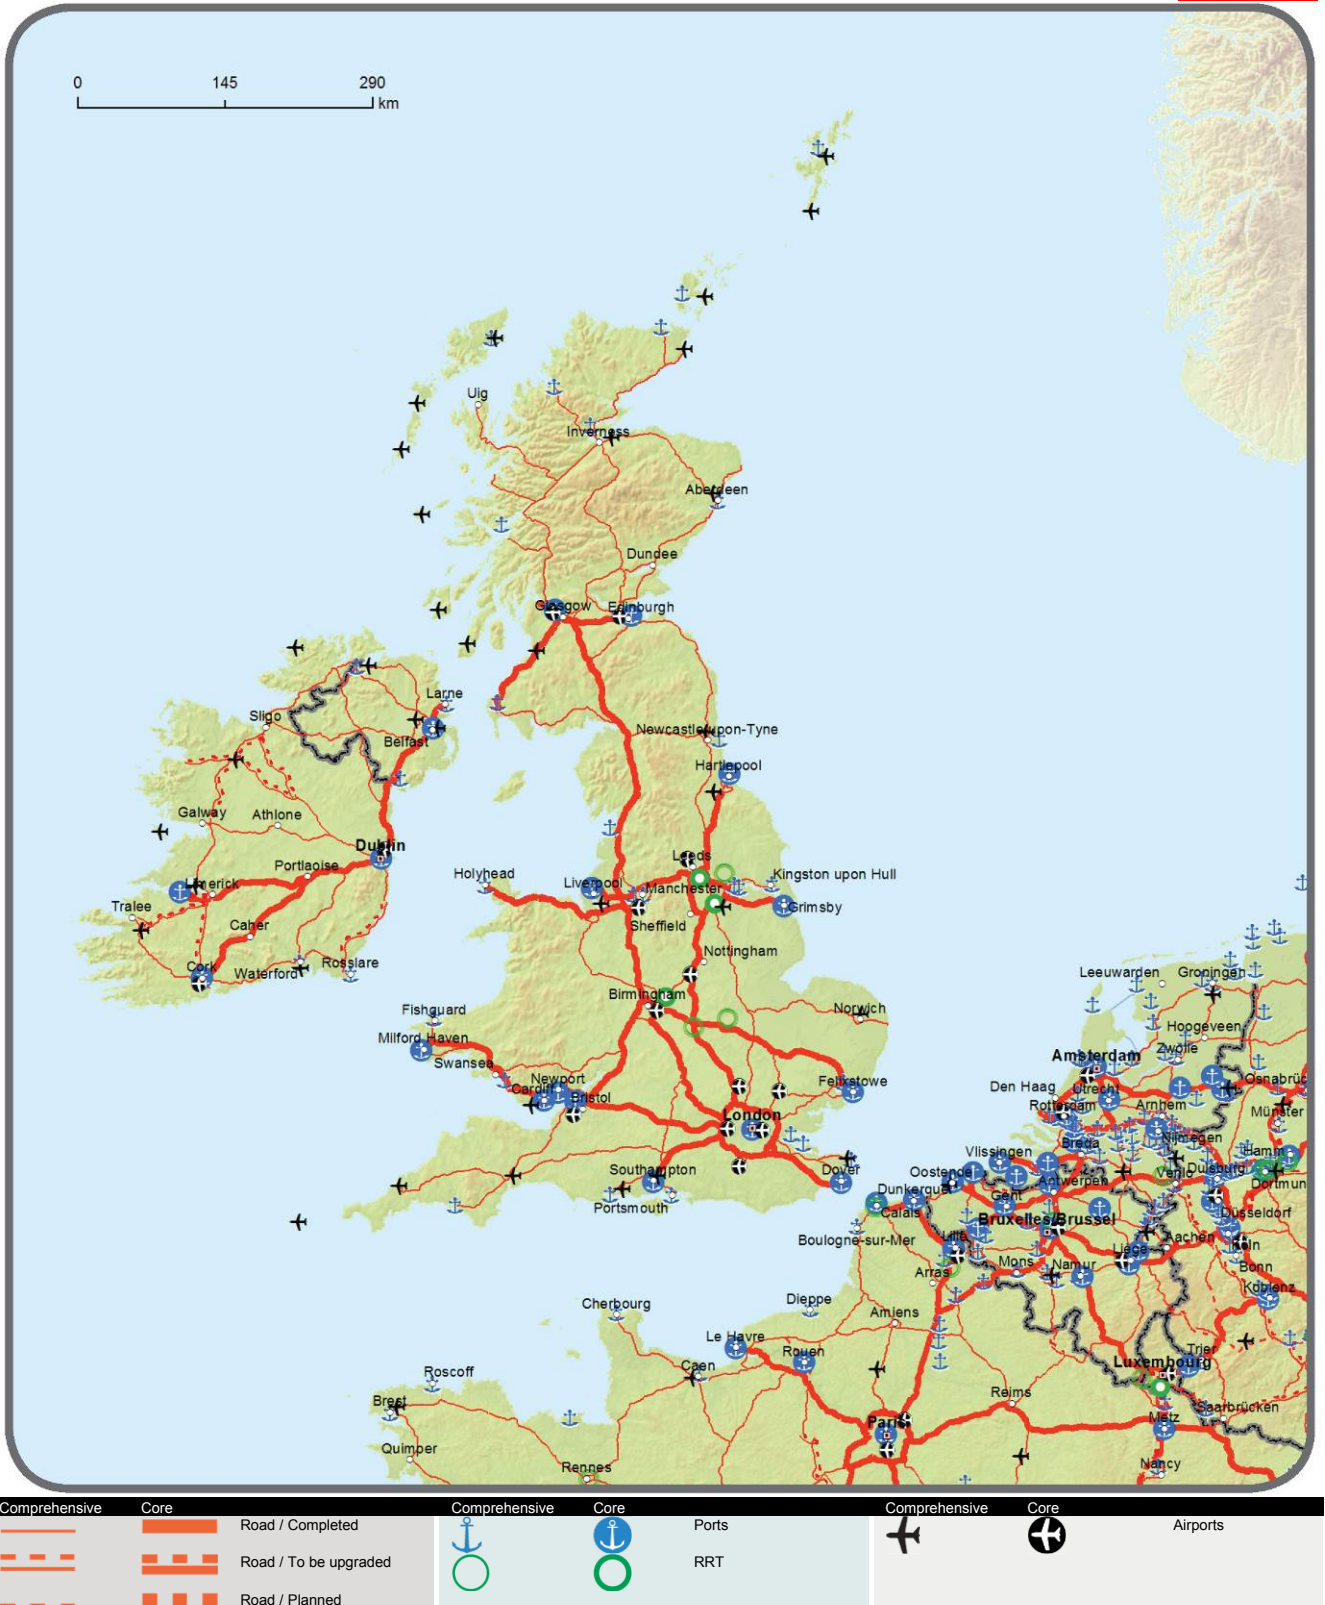 0 145 290
km
Uig
Inverness
Aberdeen
Dundee
Glasgow Edinburgh
Larne
Sligo
Belfast
Newcastle-upon-Tyne
Hartlepool
Galway Athlone
Dublin
Portlaoise
Leeds
Holyhead Liverpool Manchester Kingston upon Hull
Limerick
Tralee
Grimsby
Caher
Sheffield
Nottingham
Cork Waterford Rosslare
Leeuwarden Groningen
Birmingham
Fishguard
Norwich
Milford Haven
Hoogeveen
Swansea
Amsterdam Zwolle
Newport
Cardiff
Bristol
Felixstowe
Den Haag Utrecht Osnabrüc
Rotterdam Arnhem
London
Münster
Breda Nijmegen
Vlissingen Hamm
Southampton Dover Oostende
Venlo Duisburg
Portsmouth
Dunkerque
Gent
Antwerpen
Dortmun
Calais
Düsseldorf
Bruxelles/Brussel
Boulogne-sur-Mer
Lille
Liège
Aachen
Köln
Arras
Mons
Namur
Bonn
Koblenz
Cherbourg
Dieppe
Amiens
Le Havre
Rouen
Trier
Luxembourg
Caen
Roscoff
Brest
Reims
Saarbrücken
Paris
Metz
Quimper
Rennes
Nancy
Comprehensive Core Comprehensive Core Comprehensive Core
Road / Completed Ports Airports
Road / To be upgraded RRT
Road / Planned